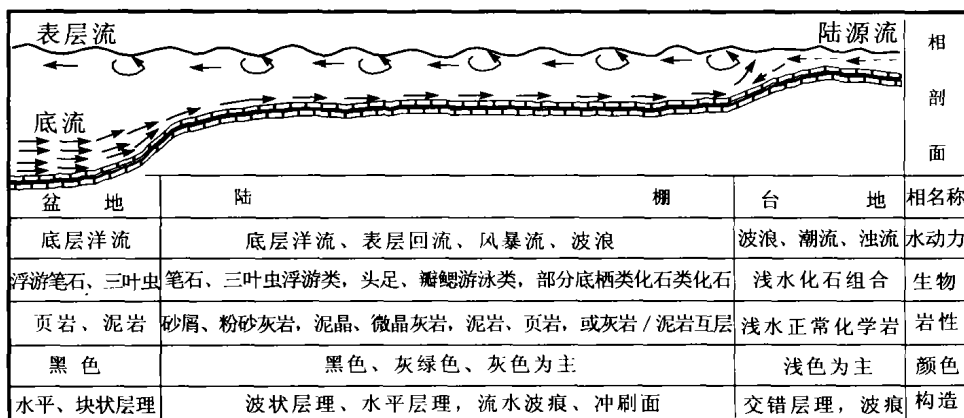 表层流 陆源流 相
剖
底流 面
盆 地 陆 棚 台 地 相名称
底层洋流 底层洋流、表层回流、风暴流、波浪 波浪、潮流、浊流 水动力
浮游笔石、三叶虫 笔石、三叶虫浮游类，头足、瓣鳃游泳类，部分底栖类化石类化石 浅水化石组合 生物
页岩、泥岩 砂屑、粉砂灰岩，泥晶、微晶灰岩，泥岩、页岩，或灰岩/泥岩互层 浅水正常化学岩 岩性
黑色 黑色、灰绿色、灰色为主 浅色为主 颜色
水平、块状层理 波状层理、水平层理，流水波痕、冲刷面 交错层理，波痕 构造